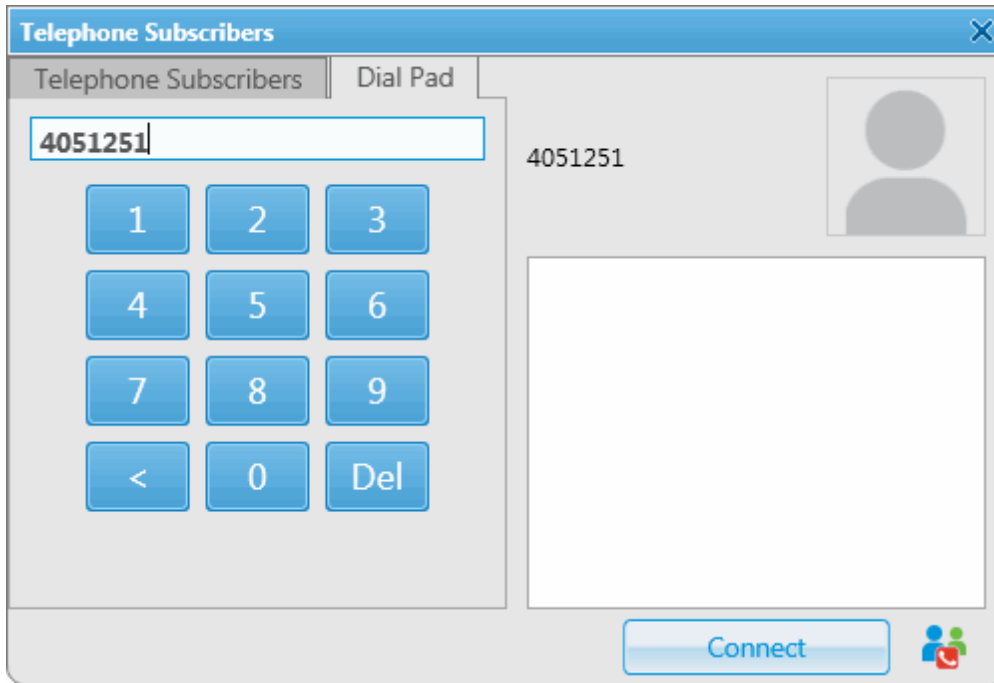 Telephone Subscribers
Telephone Subscribers Dial Pad
4051251
4051251
1 2 3
4 5 6
7 8 9
< 0 Del
Connect